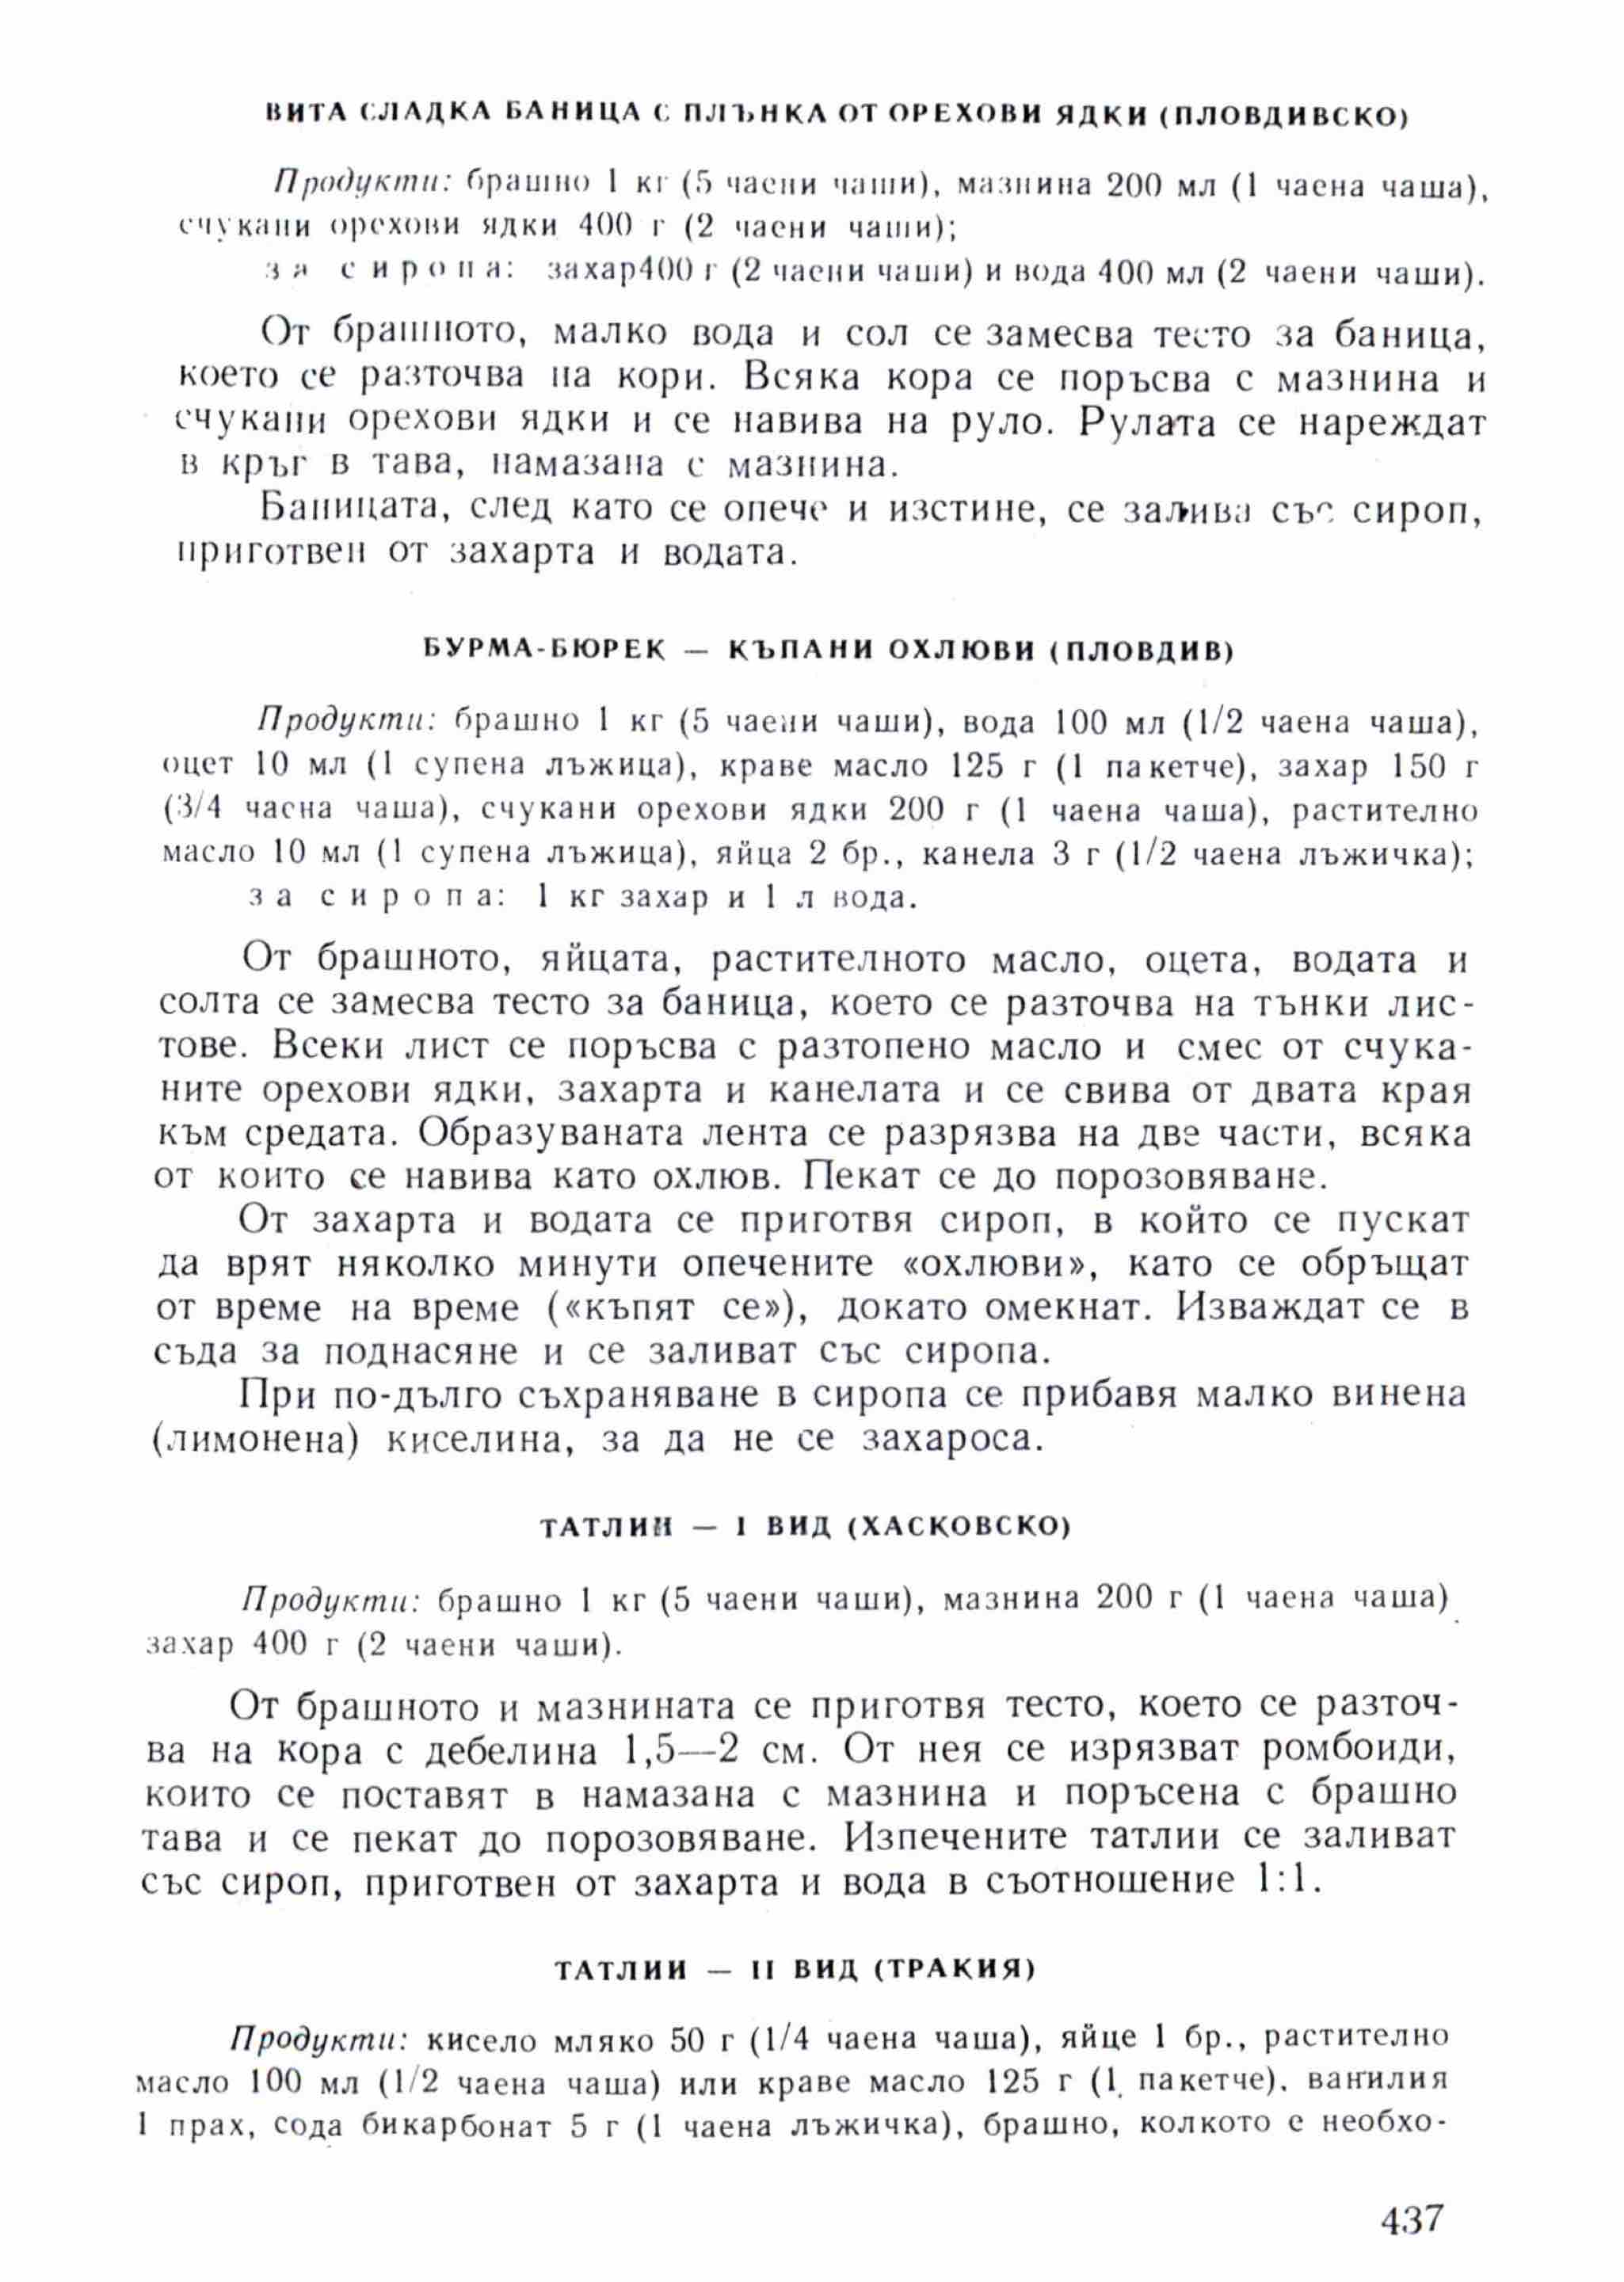 ВИТА СЛАДКА БАНИЦА С ПЛЪНКА ОТ ОРЕХОВИ ЯДКИ (ПЛОВДИВСКО)
Продукти: брашно 1 кг (5 чаени чаши), мазнина 200 мл (1 чаена чаша),
счукани орехови ядки 400 г (2 чаени чаши);
за сиропа: захар400 г (2 чаени чаши) и вода 400 мл (2 чаени чаши).
От брашното, малко вода и сол се замесва тесто за баница,
което се разточва на кори. Всяка кора се поръсва с мазнина и
счукани орехови ядки и се навива на руло. Рулата се нареждат
в кръг в тава, намазана с мазнина.
Баницата, след като се опече и изстине, се залива със сироп,
приготвен от захарта и водата.
БУРМА-БЮРЕК — КЪПАНИ ОХЛЮВИ (ПЛОВДИВ)
Продукти: брашно 1 кг (5 чаени чаши), вода 100 мл (1/2 чаена чаша),
оцет 10 мл (1 супена лъжица), краве масло 125 г (1 пакетче), захар 150 г
(3/4 чаена чаша), счукани орехови ядки 200 г (1 чаена чаша), растително
масло 10 мл (1 супена лъжица), яйца 2 бр., канела 3 г (1/2 чаена лъжичка);
за сиропа: 1 кг захар и 1 л вода.
От брашното, яйцата, растителното масло, оцета, водата и
солта се замесва тесто за баница, което се разточва на тънки лис-
тове. Всеки лист се поръсва с разтопено масло и смес от счука-
ните орехови ядки, захарта и канелата и се свива от двата края
към средата. Образуваната лента се разрязва на две части, всяка
от които се навива като охлюв. Пекат се до порозовяване.
От захарта и водата се приготвя сироп, в който се пускат
да врят няколко минути опечените «охлюви», като се обръщат
от време на време («къпят се»), докато омекнат. Изваждат се в
съда за поднасяне и се заливат със сиропа.
При по-дълго съхраняване в сиропа се прибавя малко винена
(лимонена) киселина, за да не се захароса.
ТАТЛИИ — I ВИД (ХАСКОВСКО)
Продукти: брашно 1 кг (5 чаени чаши), мазнина 200 г (1 чаена чаша)
захар 400 г (2 чаени чаши).
От брашното и мазнината се приготвя тесто, което се разточ-
ва на кора с дебелина 1,5—2 см. От нея се изрязват ромбоиди,
които се поставят в намазана с мазнина и поръсена с брашно
тава и се пекат до порозовяване. Изпечените татлии се заливат
със сироп, приготвен от захарта и вода в съотношение 1:1.
ТАТЛИИ — II ВИД (ТРАКИЯ)
Продукти: кисело мляко 50 г (1/4 чаена чаша), яйце 1 бр., растително
масло 100 мл (1/2 чаена чаша) или краве масло 125 г (1 пакетче), ванилия
1 прах, сода бикарбонат 5 г (1 чаена лъжичка), брашно, колкото е необхо-
437